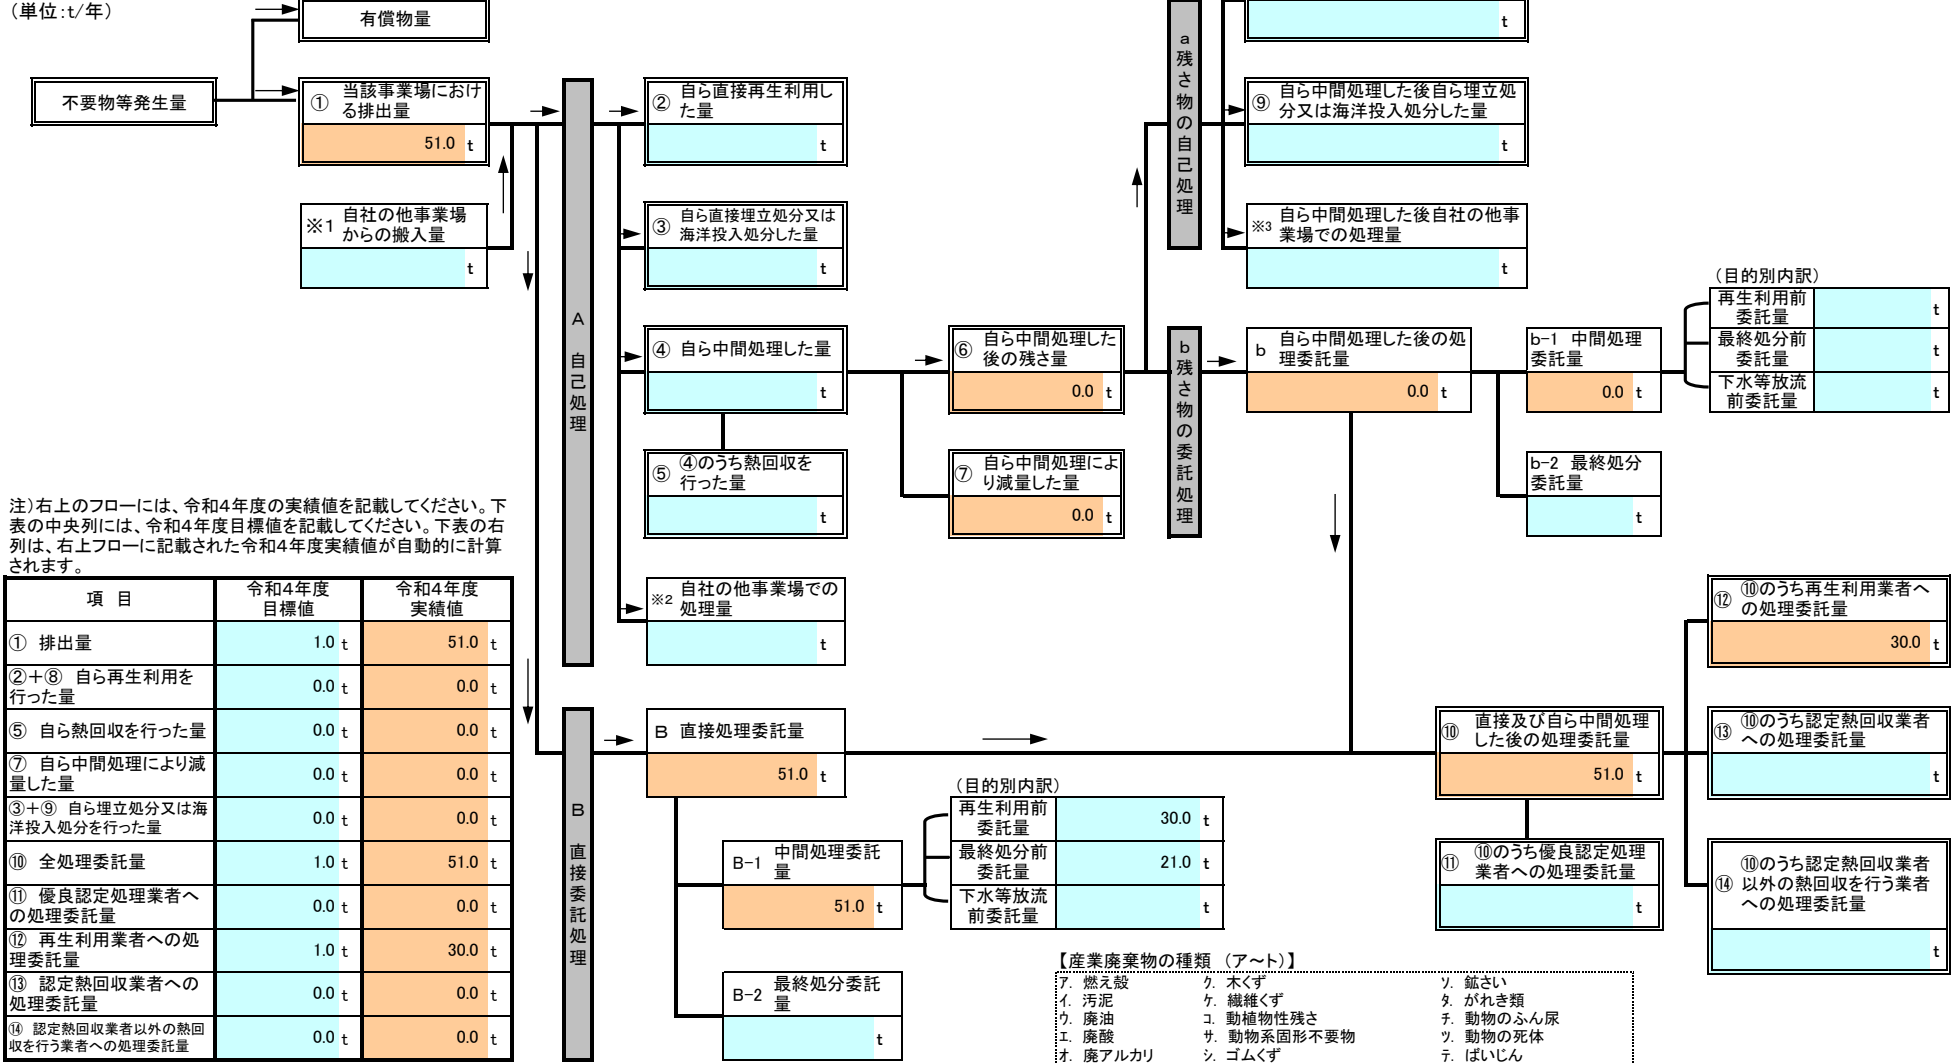 （単位：t/年）
有償物量
不要物等発生量
① 当該事業場におけ
る排出量
51.0 t
※1 自社の他事業場
からの搬入量
t
A 自己処理
② 自ら直接再生利用し
た量
t
③ 自ら直接埋立処分又は
海洋投入処分した量
t
④ 自ら中間処理した量
t
⑤ ④のうち熱回収を
行った量
t
※2 自社の他事業場での
処理量
t
⑥ 自ら中間処理した
後の残さ量
0.0 t
⑦ 自ら中間処理によ
り減量した量
0.0 t
a 残さ物の自己処理
t
⑨ 自ら中間処理した後自ら埋立処
分又は海洋投入処分した量
t
※3 自ら中間処理した後自社の他事
業場での処理量
t
b 残さ物の委託処理
b 自ら中間処理した後の処
理委託量
0.0 t
b-1 中間処理
委託量
0.0 t
（目的別内訳）
再生利用前
委託量
t
最終処分前
委託量
t
下水等放流
前委託量
t
b-2 最終処分
委託量
t
注）右上のフローには、令和4年度の実績値を記載してください。下
表の中央列には、令和4年度目標値を記載してください。下表の右
列は、右上フローに記載された令和4年度実績値が自動的に計算
されます。
項 目 令和4年度
目標値 令和4年度
実績値
① 排出量 1.0 t 51.0 t
②＋⑧ 自ら再生利用を
行った量 0.0 t 0.0 t
⑤ 自ら熱回収を行った量 0.0 t 0.0 t
⑦ 自ら中間処理により減
量した量 0.0 t 0.0 t
③＋⑨ 自ら埋立処分又は海
洋投入処分を行った量 0.0 t 0.0 t
⑩ 全処理委託量 1.0 t 51.0 t
⑪ 優良認定処理業者へ
の処理委託量 0.0 t 0.0 t
⑫ 再生利用業者への処
理委託量 1.0 t 30.0 t
⑬ 認定熱回収業者への
処理委託量 0.0 t 0.0 t
⑭ 認定熱回収業者以外の熱回
収を行う業者への処理委託量 0.0 t 0.0 t
B 直接委託処理
B 直接処理委託量
51.0 t
B-1 中間処理委託
量
51.0 t
（目的別内訳）
再生利用前
委託量
30.0 t
最終処分前
委託量
21.0 t
下水等放流
前委託量
t
B-2 最終処分委託
量
t
⑩ 直接及び自ら中間処理
した後の処理委託量
51.0 t
⑪ ⑩のうち優良認定処理
業者への処理委託量
t
⑫ ⑩のうち再生利用業者へ
の処理委託量
30.0 t
⑬ ⑩のうち認定熱回収業者
への処理委託量
t
⑭ ⑩のうち認定熱回収業者
以外の熱回収を行う業者
への処理委託量
t
【産業廃棄物の種類 （ア～ト）】
ア. 燃え殻 ク. 木くず ソ. 鉱さい
イ. 汚泥 ケ. 繊維くず タ. がれき類
ウ. 廃油 コ. 動植物性残さ チ. 動物のふん尿
エ. 廃酸 サ. 動物系固形不要物 ツ. 動物の死体
オ. 廃アルカリ シ. ゴムくず テ. ばいじん